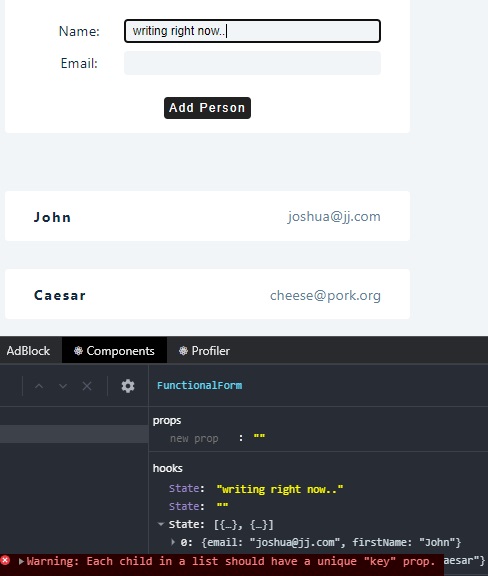 Name: writing right now..
Email:
Add Person
John joshua@jj.com
Caesar cheese@pork.org
AdBlock Components Profiler
FunctionalForm
props
new prop : ""
hooks
State: "writing right now.."
State: ""
State: [{…}, {…}]
0: {email: "joshua@jj.com", firstName: "John"}
Warning: Each child in a list should have a unique "key" prop. aesar"}